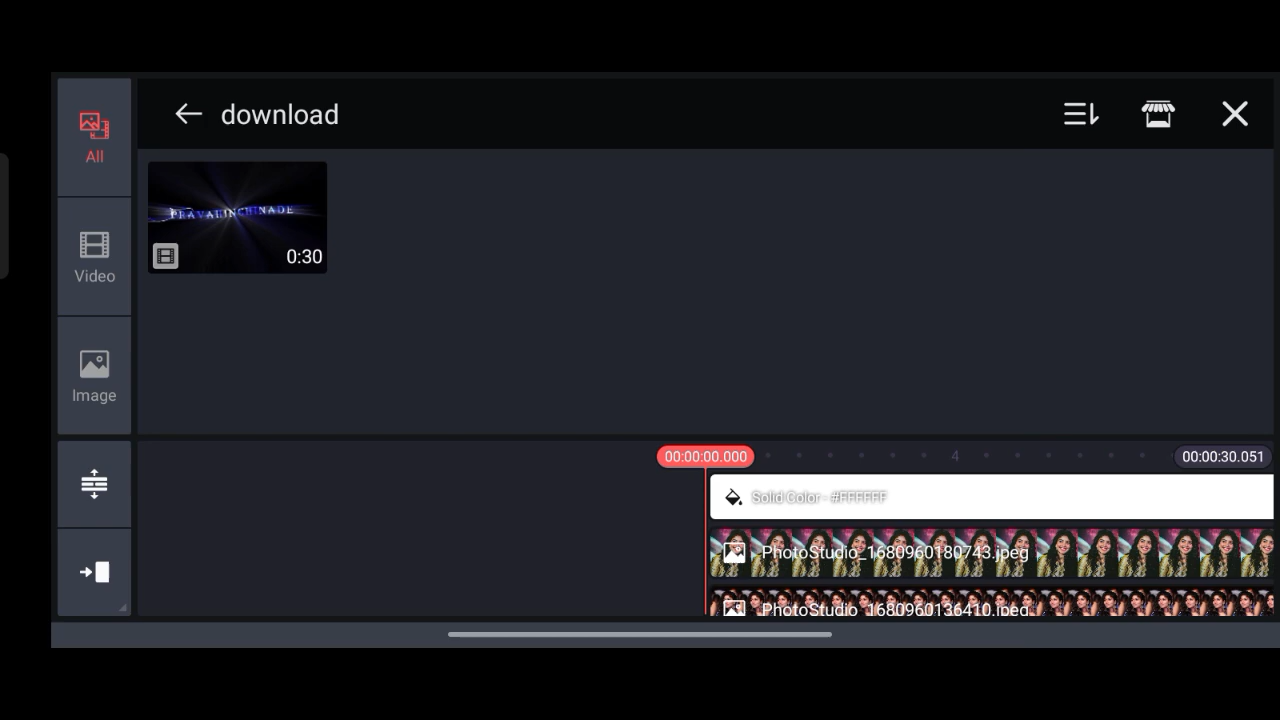 download
All
PRAVAHINCHINADE
0:30
Video
Image
00:00:00.000
4
00:00:30.051
Solid Color - #FFFFFF
PhotoStudio_1680960180743.jpeg
PhotoStudio_1680960136410.jpeg